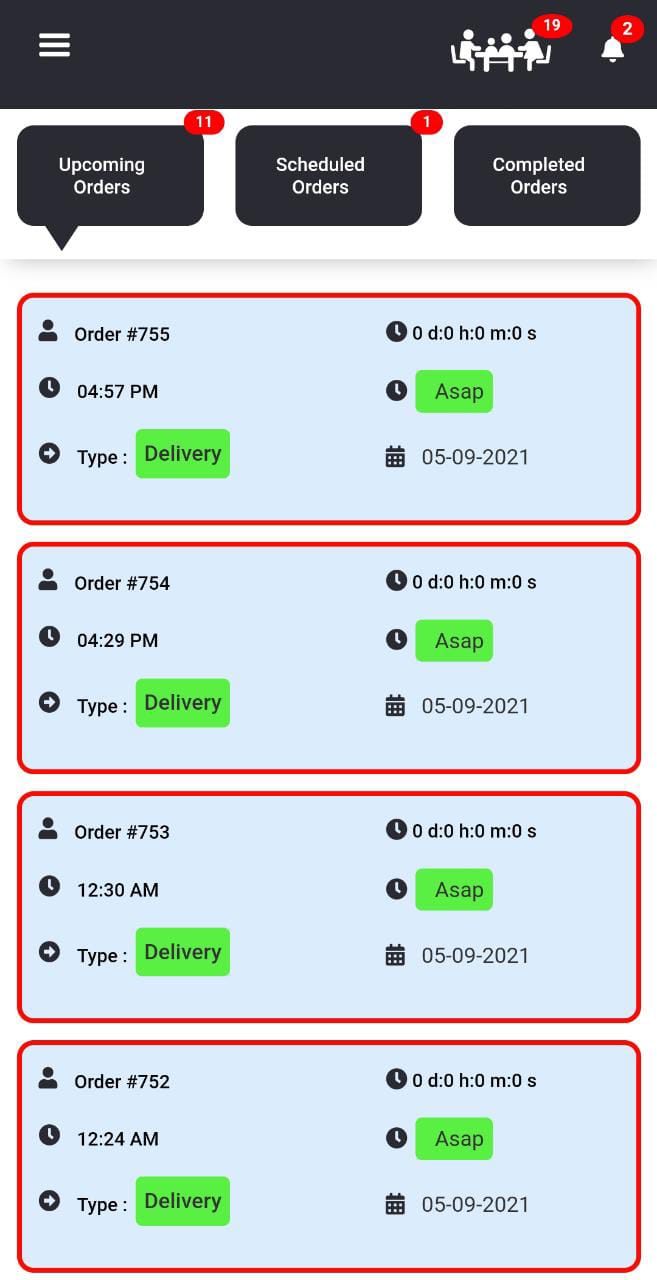 19
2
11
1
Upcoming
Orders
Scheduled
Orders
Completed
Orders
Order #755
0 d:0 h:0 m:0 s
04:57 PM
Asap
Type :
Delivery
05-09-2021
Order #754
0 d:0 h:0 m:0 s
04:29 PM
Asap
Type :
Delivery
05-09-2021
Order #753
0 d:0 h:0 m:0 s
12:30 AM
Asap
Type :
Delivery
05-09-2021
Order #752
0 d:0 h:0 m:0 s
12:24 AM
Asap
Type :
Delivery
05-09-2021